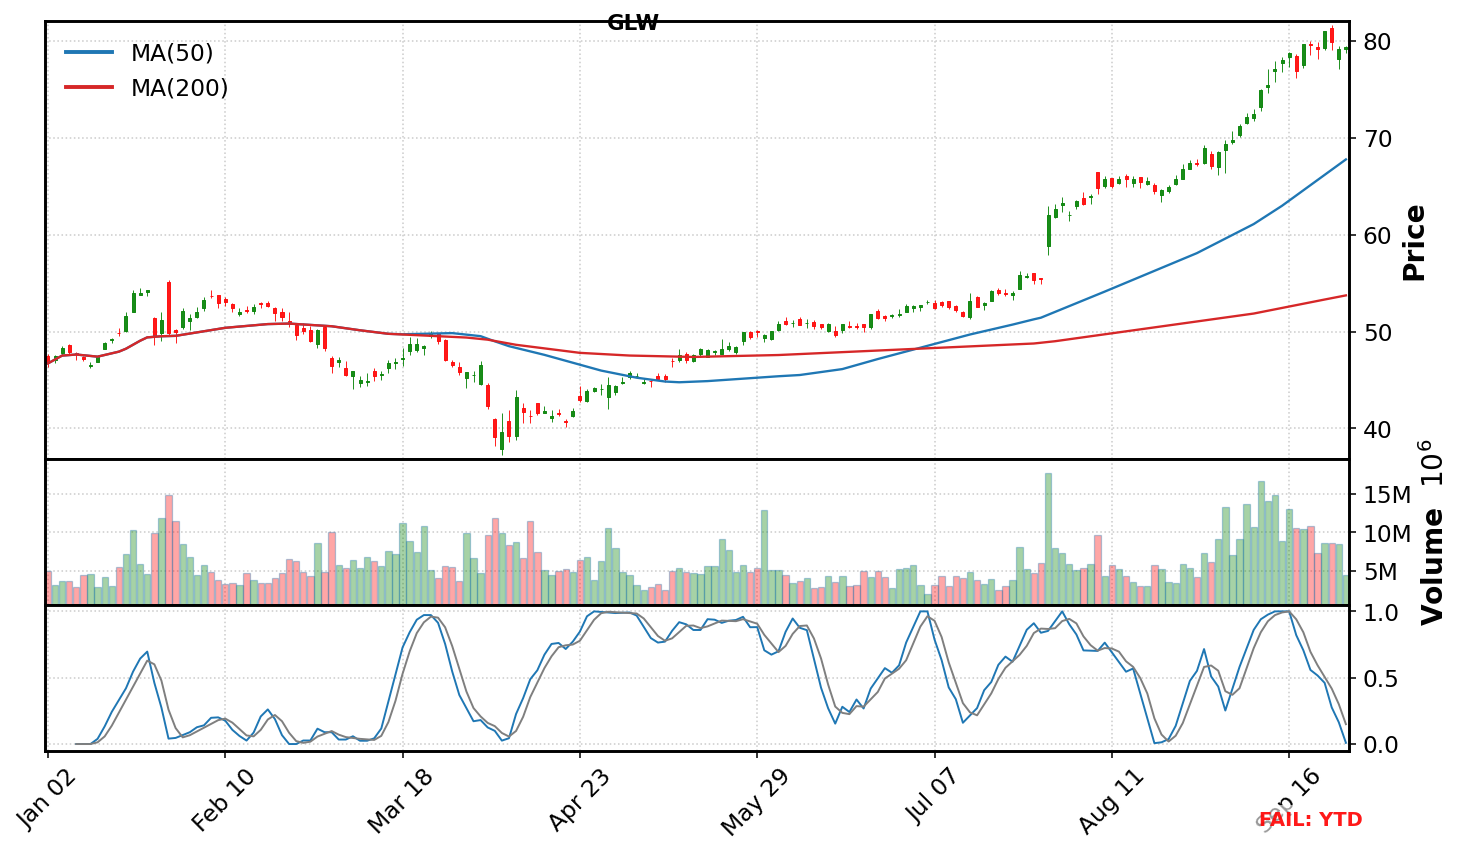 GLW
MA(50)
MA(200)
80
70
60
50
40
Price
10^6
15M
10M
5M
Volume
1.0
0.5
0.0
Jan 02
Feb 10
Mar 18
Apr 23
May 29
Jul 07
Aug 11
Sep 16
FAIL: YTD